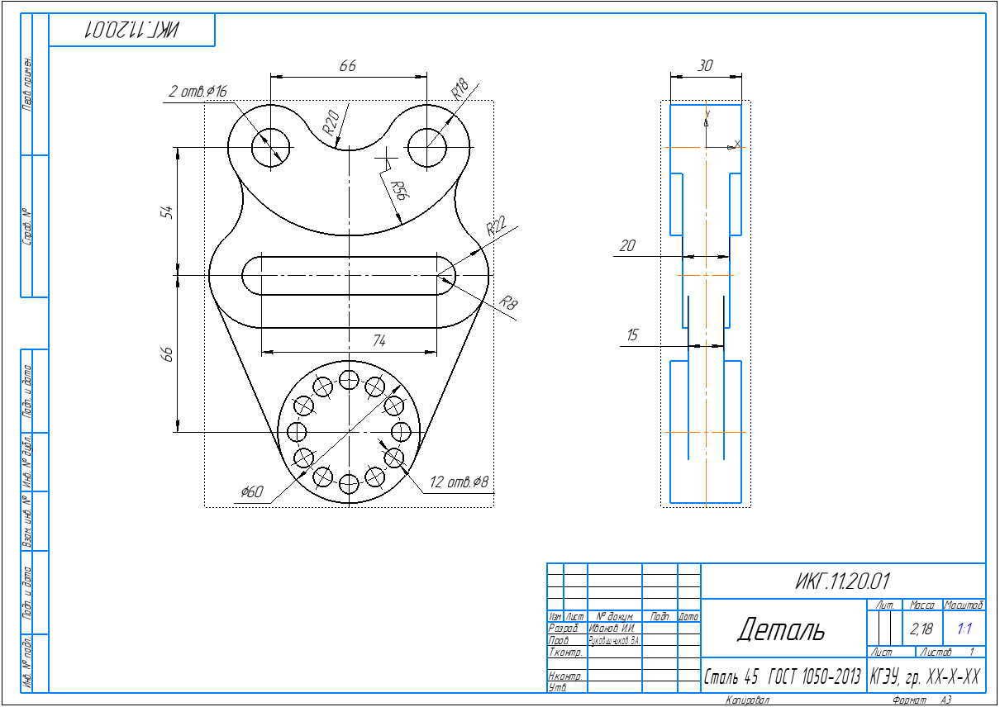 ИКГ.11.20.01
Перв. примен.
Справ. №
Подп. и дата
Инв. № дубл.
Взам. инв. №
Подп. и дата
Инв. № подл.
66
2 отв.⌀16
R18
R20
R56
54
R22
R8
74
66
⌀60
12 отв.⌀8
30
Y
X
20
15
ИКГ.11.20.01
Изм Лист № докум. Подп. Дата
Разраб. Иванов И.И.
Пров. Рукавишников В.А.
Т.контр.
Н.контр.
Утв.
Деталь
Лит. Масса Масштаб
2,18 1:1
Лист Листов 1
Сталь 45 ГОСТ 1050-2013
КГЭУ, гр. ХХ-Х-ХХ
Копировал Формат А3